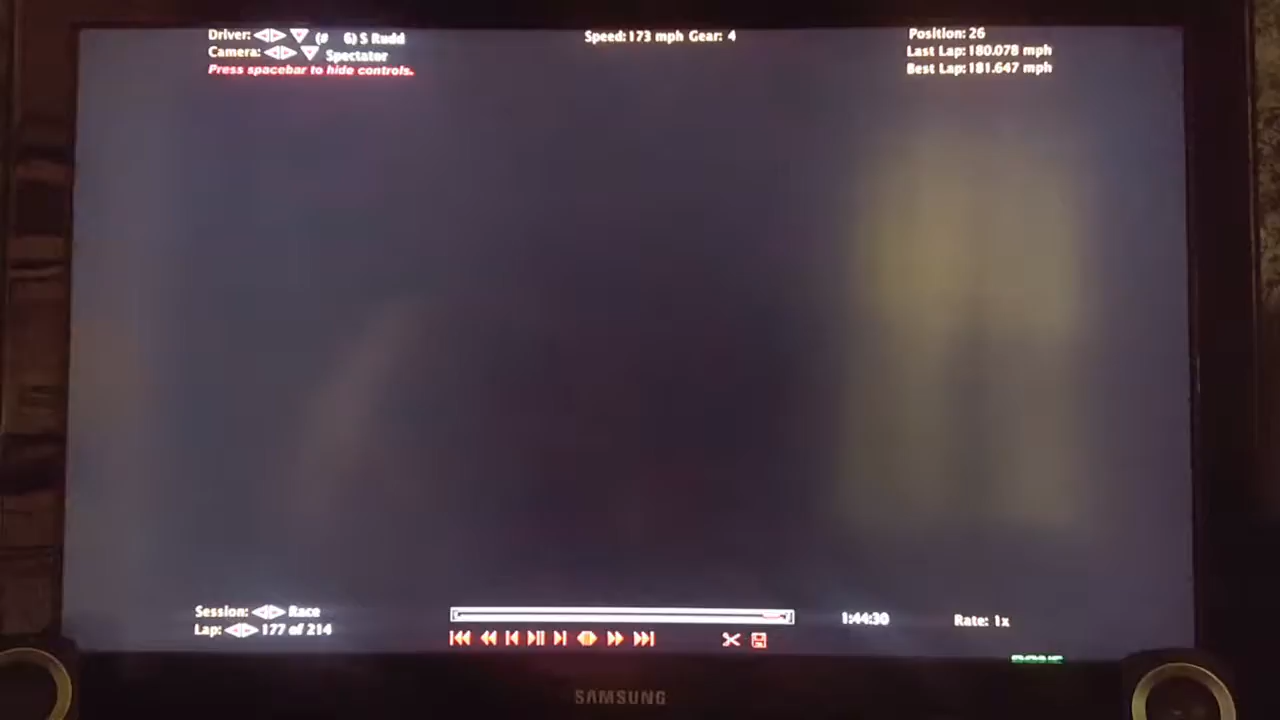 Driver: (# 6) S Rudd
Camera: Spectator
Press spacebar to hide controls.
Speed: 173 mph Gear: 4
Position: 26
Last Lap: 180.078 mph
Best Lap: 181.647 mph
Session: Race
Lap: 177 of 214
1:44:30
Rate: 1x
DONE
SAMSUNG